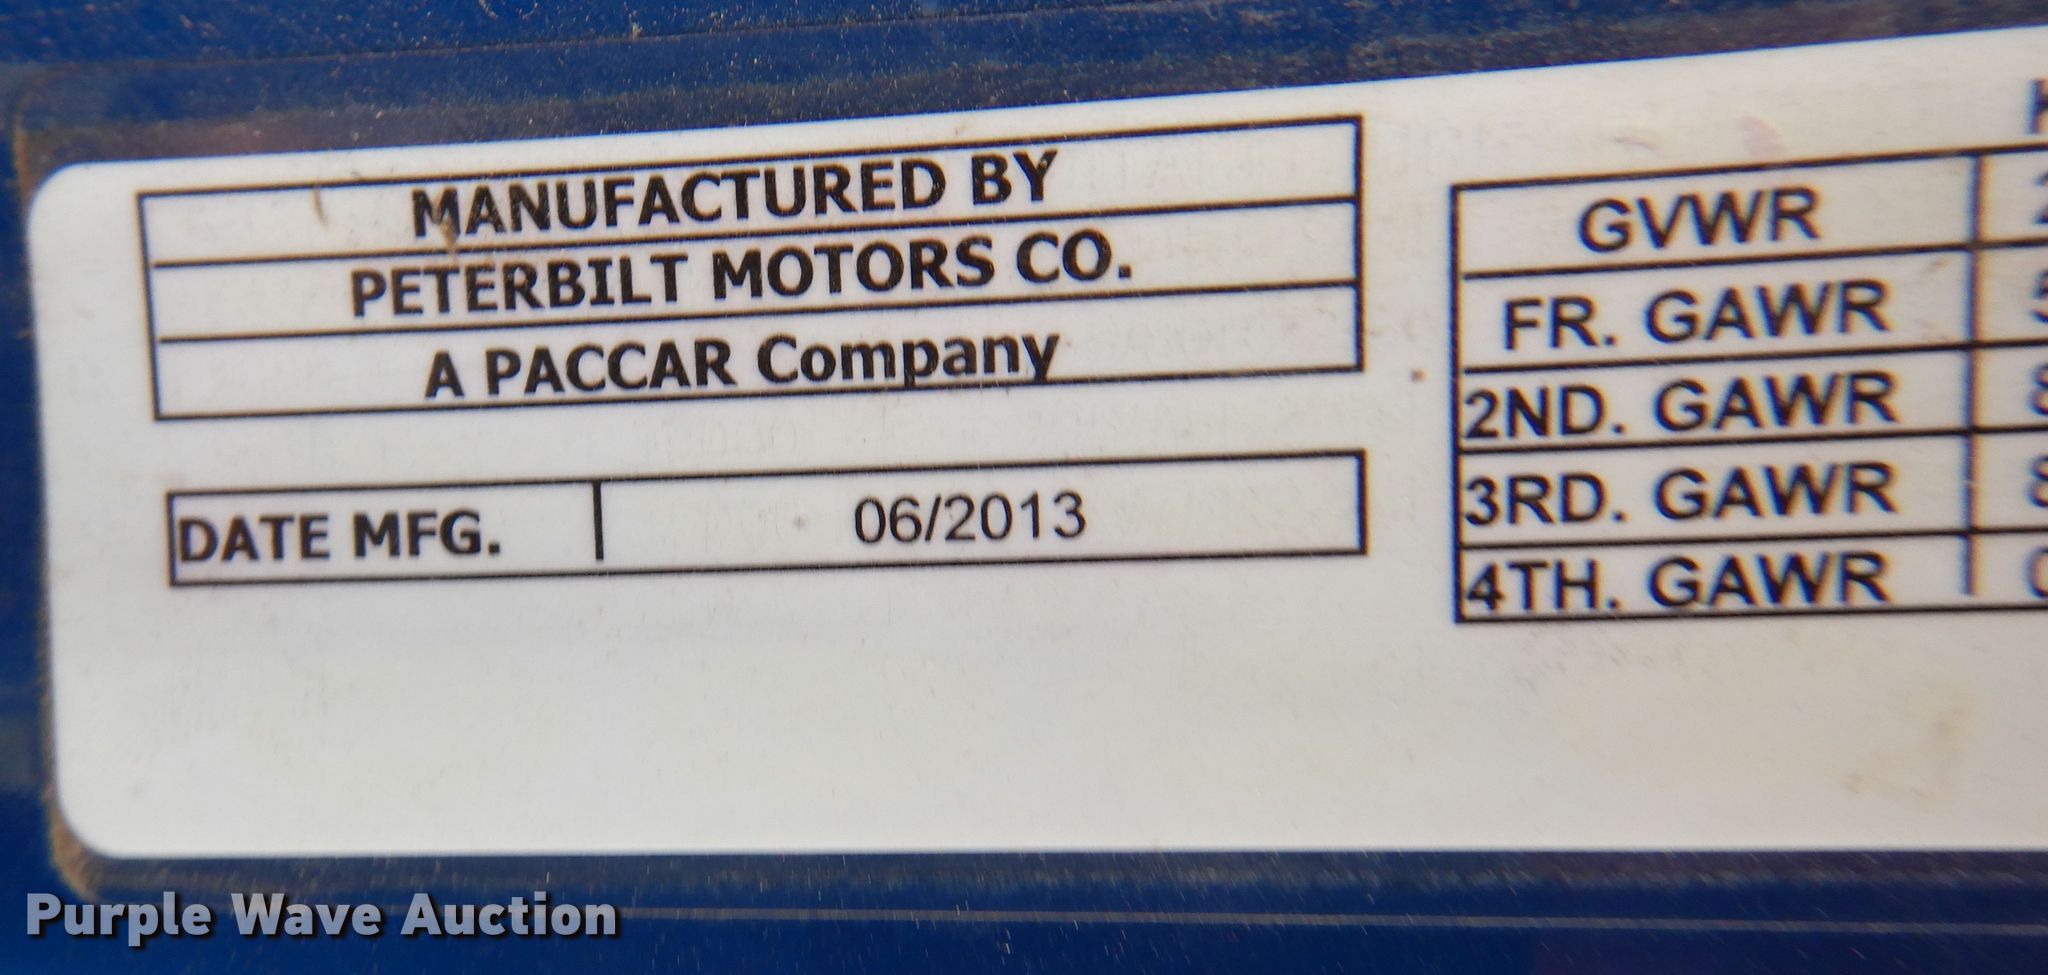 MANUFACTURED BY
PETERBILT MOTORS CO.
A PACCAR Company
DATE MFG. 06/2013
GVWR
FR. GAWR
2ND. GAWR
3RD. GAWR
4TH. GAWR
Purple Wave Auction